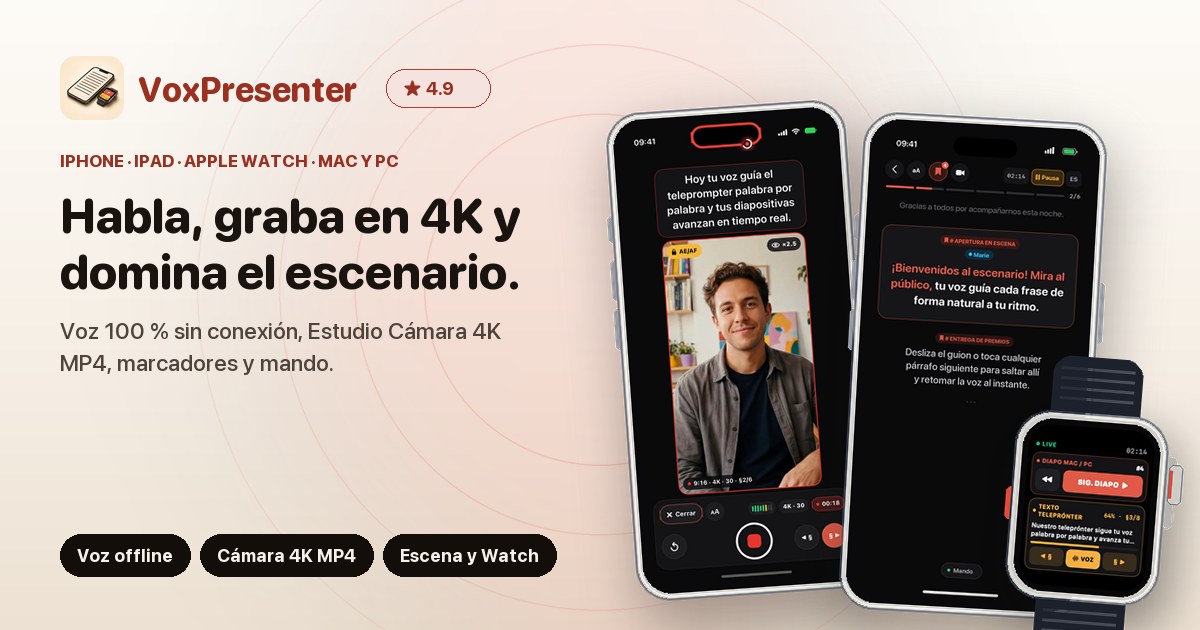 VoxPresenter
★ 4.9
IPHONE · IPAD · APPLE WATCH · MAC Y PC
Habla, graba en 4K y
domina el escenario.
Voz 100 % sin conexión, Estudio Cámara 4K
MP4, marcadores y mando.
Voz offline
Cámara 4K MP4
Escena y Watch
09:41
Hoy tu voz guía el
teleprompter palabra por
palabra y tus diapositivas
avanzan en tiempo real.
AE/AF
×2.5
9:16 · 4K · 30 · §2/6
✕ Cerrar
AA
4K · 30
00:18
◀ §
§ ▶
09:41
aA
02:14
Pausa
ES
2/6
Gracias a todos por acompañarnos esta noche.
# APERTURA EN ESCENA
Marie
¡Bienvenidos al escenario! Mira al
público, tu voz guía cada frase de
forma natural a tu ritmo.
# ENTREGA DE PREMIOS
Desliza el guion o toca cualquier
párrafo siguiente para saltar allí
y retomar la voz al instante.
...
Mando
LIVE
02:14
DIAPO MAC / PC
#4
SIG. DIAPO ▶
TEXTO
TELEPRÓNTER
64% · §3/8
Nuestro teleprónter sigue tu voz
palabra por palabra y avanza tu...
◀ §
VOZ
§ ▶